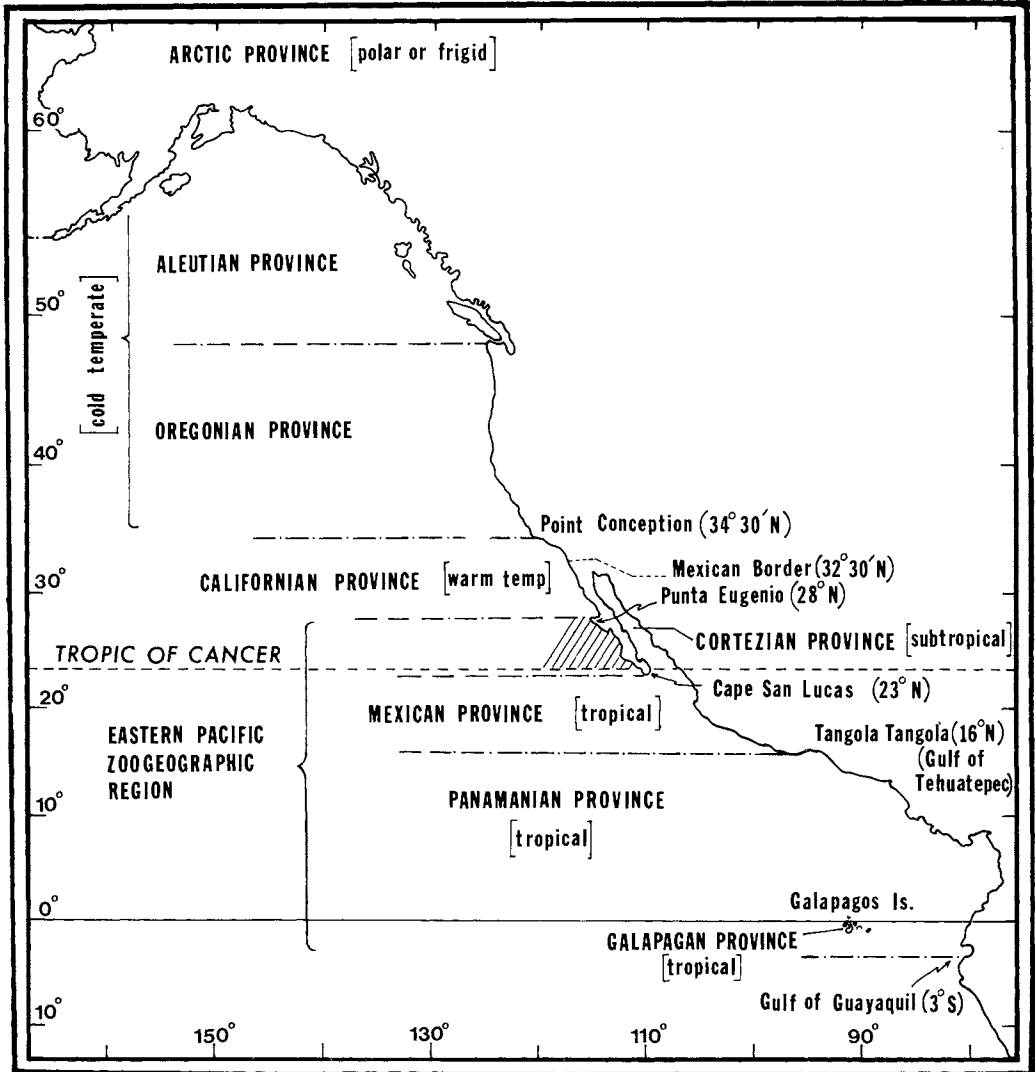 ARCTIC PROVINCE [polar or frigid]
60°
ALEUTIAN PROVINCE
[cold temperate]
50°
OREGONIAN PROVINCE
40°
Point Conception (34°30′N)
30°
CALIFORNIAN PROVINCE [warm temp]
Mexican Border (32°30′N)
Punta Eugenio (28°N)
CORTEZIAN PROVINCE [subtropical]
TROPIC OF CANCER
Cape San Lucas (23°N)
20°
MEXICAN PROVINCE [tropical]
Tangola Tangola (16°N)
(Gulf of
Tehuatepec)
EASTERN PACIFIC
ZOOGEOGRAPHIC
REGION
PANAMANIAN PROVINCE
[tropical]
10°
Galapagos Is.
0°
GALAPAGAN PROVINCE
[tropical]
Gulf of Guayaquil (3°S)
10°
150° 130° 110° 90°